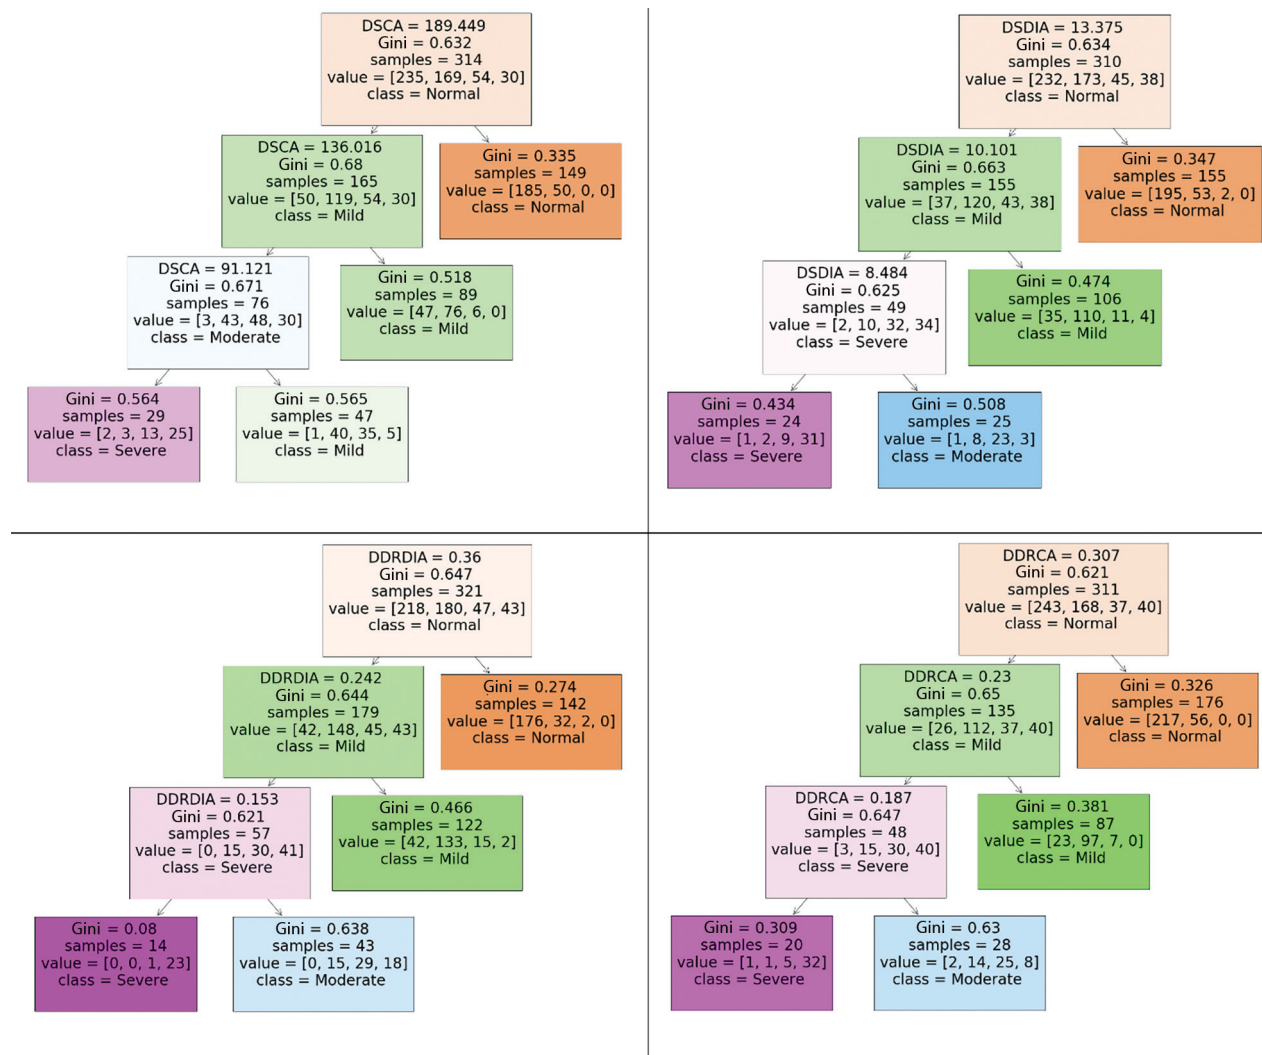 DSCA = 189.449
Gini = 0.632
samples = 314
value = [235, 169, 54, 30]
class = Normal
DSCA = 136.016
Gini = 0.68
samples = 165
value = [50, 119, 54, 30]
class = Mild
Gini = 0.335
samples = 149
value = [185, 50, 0, 0]
class = Normal
DSCA = 91.121
Gini = 0.671
samples = 76
value = [3, 43, 48, 30]
class = Moderate
Gini = 0.518
samples = 89
value = [47, 76, 6, 0]
class = Mild
Gini = 0.564
samples = 29
value = [2, 3, 13, 25]
class = Severe
Gini = 0.565
samples = 47
value = [1, 40, 35, 5]
class = Mild
DSDIA = 13.375
Gini = 0.634
samples = 310
value = [232, 173, 45, 38]
class = Normal
DSDIA = 10.101
Gini = 0.663
samples = 155
value = [37, 120, 43, 38]
class = Mild
Gini = 0.347
samples = 155
value = [195, 53, 2, 0]
class = Normal
DSDIA = 8.484
Gini = 0.625
samples = 49
value = [2, 10, 32, 34]
class = Severe
Gini = 0.474
samples = 106
value = [35, 110, 11, 4]
class = Mild
Gini = 0.434
samples = 24
value = [1, 2, 9, 31]
class = Severe
Gini = 0.508
samples = 25
value = [1, 8, 23, 3]
class = Moderate
DDRDIA = 0.36
Gini = 0.647
samples = 321
value = [218, 180, 47, 43]
class = Normal
DDRDIA = 0.242
Gini = 0.644
samples = 179
value = [42, 148, 45, 43]
class = Mild
Gini = 0.274
samples = 142
value = [176, 32, 2, 0]
class = Normal
DDRDIA = 0.153
Gini = 0.621
samples = 57
value = [0, 15, 30, 41]
class = Severe
Gini = 0.466
samples = 122
value = [42, 133, 15, 2]
class = Mild
Gini = 0.08
samples = 14
value = [0, 0, 1, 23]
class = Severe
Gini = 0.638
samples = 43
value = [0, 15, 29, 18]
class = Moderate
DDRCA = 0.307
Gini = 0.621
samples = 311
value = [243, 168, 37, 40]
class = Normal
DDRCA = 0.23
Gini = 0.65
samples = 135
value = [26, 112, 37, 40]
class = Mild
Gini = 0.326
samples = 176
value = [217, 56, 0, 0]
class = Normal
DDRCA = 0.187
Gini = 0.647
samples = 48
value = [3, 15, 30, 40]
class = Severe
Gini = 0.381
samples = 87
value = [23, 97, 7, 0]
class = Mild
Gini = 0.309
samples = 20
value = [1, 1, 5, 32]
class = Severe
Gini = 0.63
samples = 28
value = [2, 14, 25, 8]
class = Moderate